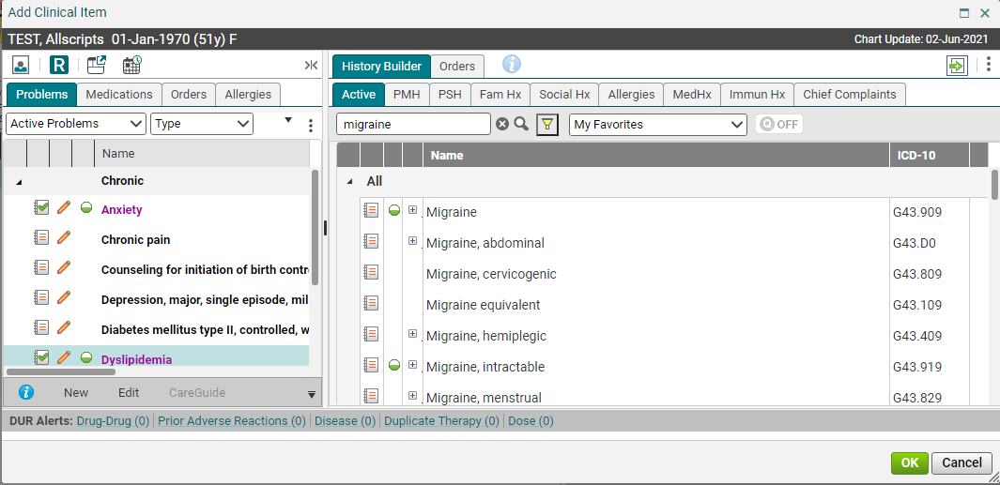 Add Clinical Item
TEST, Allscripts 01-Jan-1970 (51y) F
Chart Update: 02-Jun-2021
R
History Builder Orders
Problems Medications Orders Allergies
Active PMH PSH Fam Hx Social Hx Allergies MedHx Immun Hx Chief Complaints
Active Problems Type
migraine My Favorites Q OFF
Name
Name ICD-10
Chronic
All
Anxiety
Chronic pain
Counseling for initiation of birth contr
Depression, major, single episode, mil
Diabetes mellitus type II, controlled, w
Dyslipidemia
Migraine G43.909
Migraine, abdominal G43.D0
Migraine, cervicogenic G43.809
Migraine equivalent G43.109
Migraine, hemiplegic G43.409
Migraine, intractable G43.919
Migraine, menstrual G43.829
New Edit CareGuide
DUR Alerts: Drug-Drug (0) Prior Adverse Reactions (0) Disease (0) Duplicate Therapy (0) Dose (0)
OK Cancel